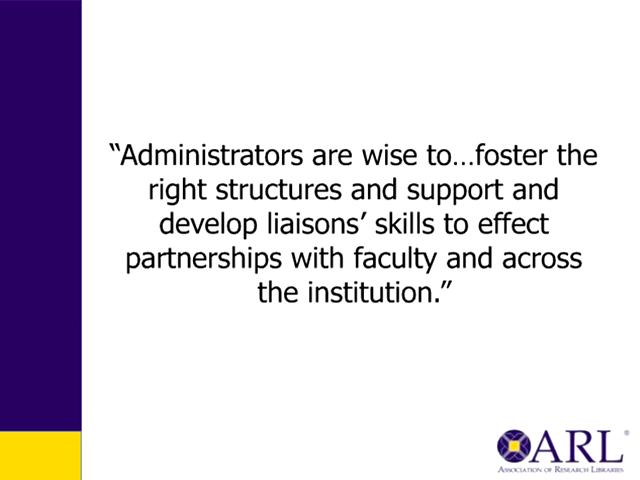 “Administrators are wise to…foster the
right structures and support and
develop liaisons’ skills to effect
partnerships with faculty and across
the institution.”
ARL®
ASSOCIATION OF RESEARCH LIBRARIES